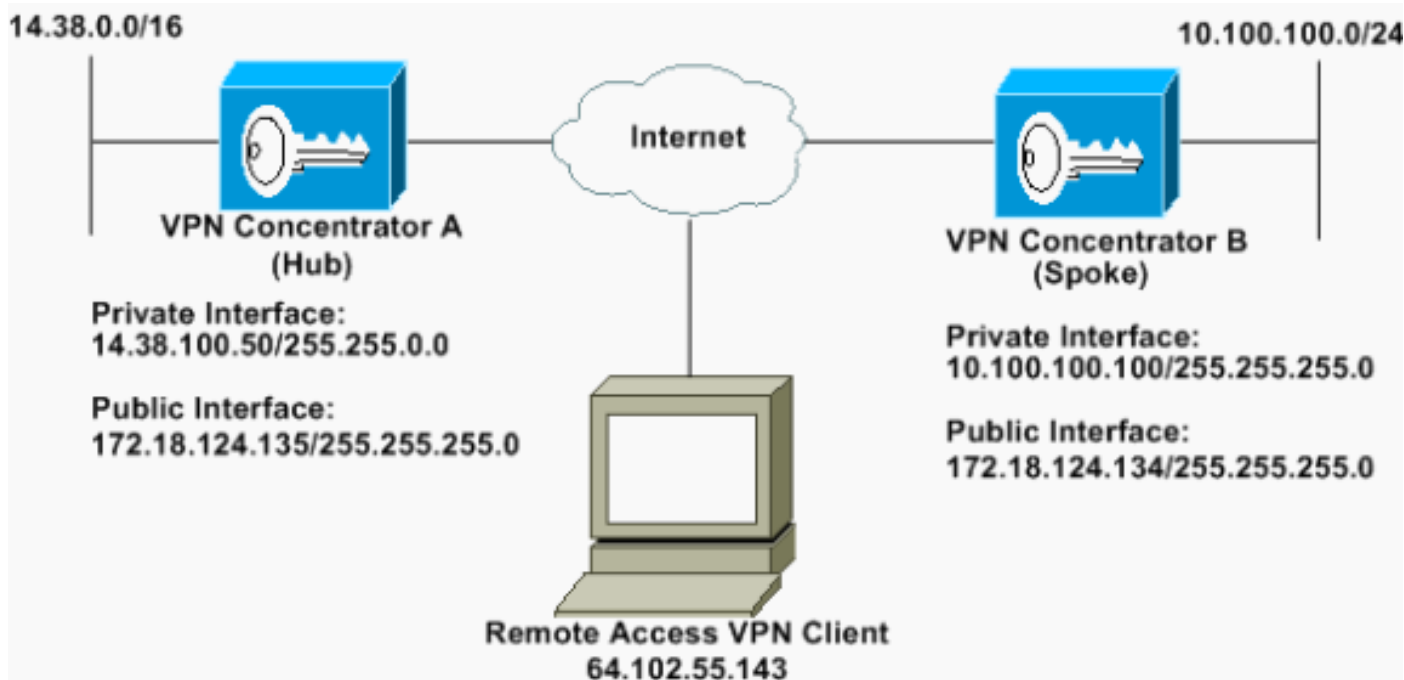 14.38.0.0/16
10.100.100.0/24
Internet
VPN Concentrator A
(Hub)
Private Interface:
14.38.100.50/255.255.0.0
Public Interface:
172.18.124.135/255.255.255.0
VPN Concentrator B
(Spoke)
Private Interface:
10.100.100.100/255.255.255.0
Public Interface:
172.18.124.134/255.255.255.0
Remote Access VPN Client
64.102.55.143